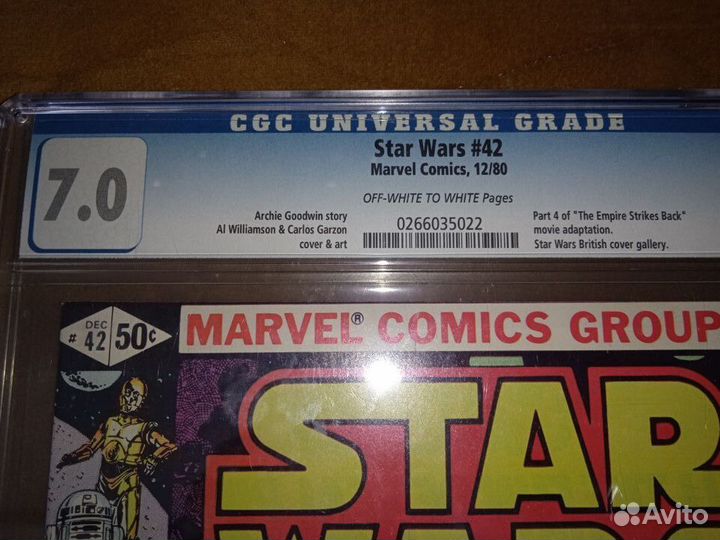 CGC UNIVERSAL GRADE
7.0
Star Wars #42
Marvel Comics, 12/80
OFF-WHITE TO WHITE Pages
Archie Goodwin story
Al Williamson & Carlos Garzon
cover & art
0266035022
Part 4 of "The Empire Strikes Back"
movie adaptation.
Star Wars British cover gallery.
DEC
# 42 50¢
MARVEL® COMICS GROUP
STAR
WARS
Avito